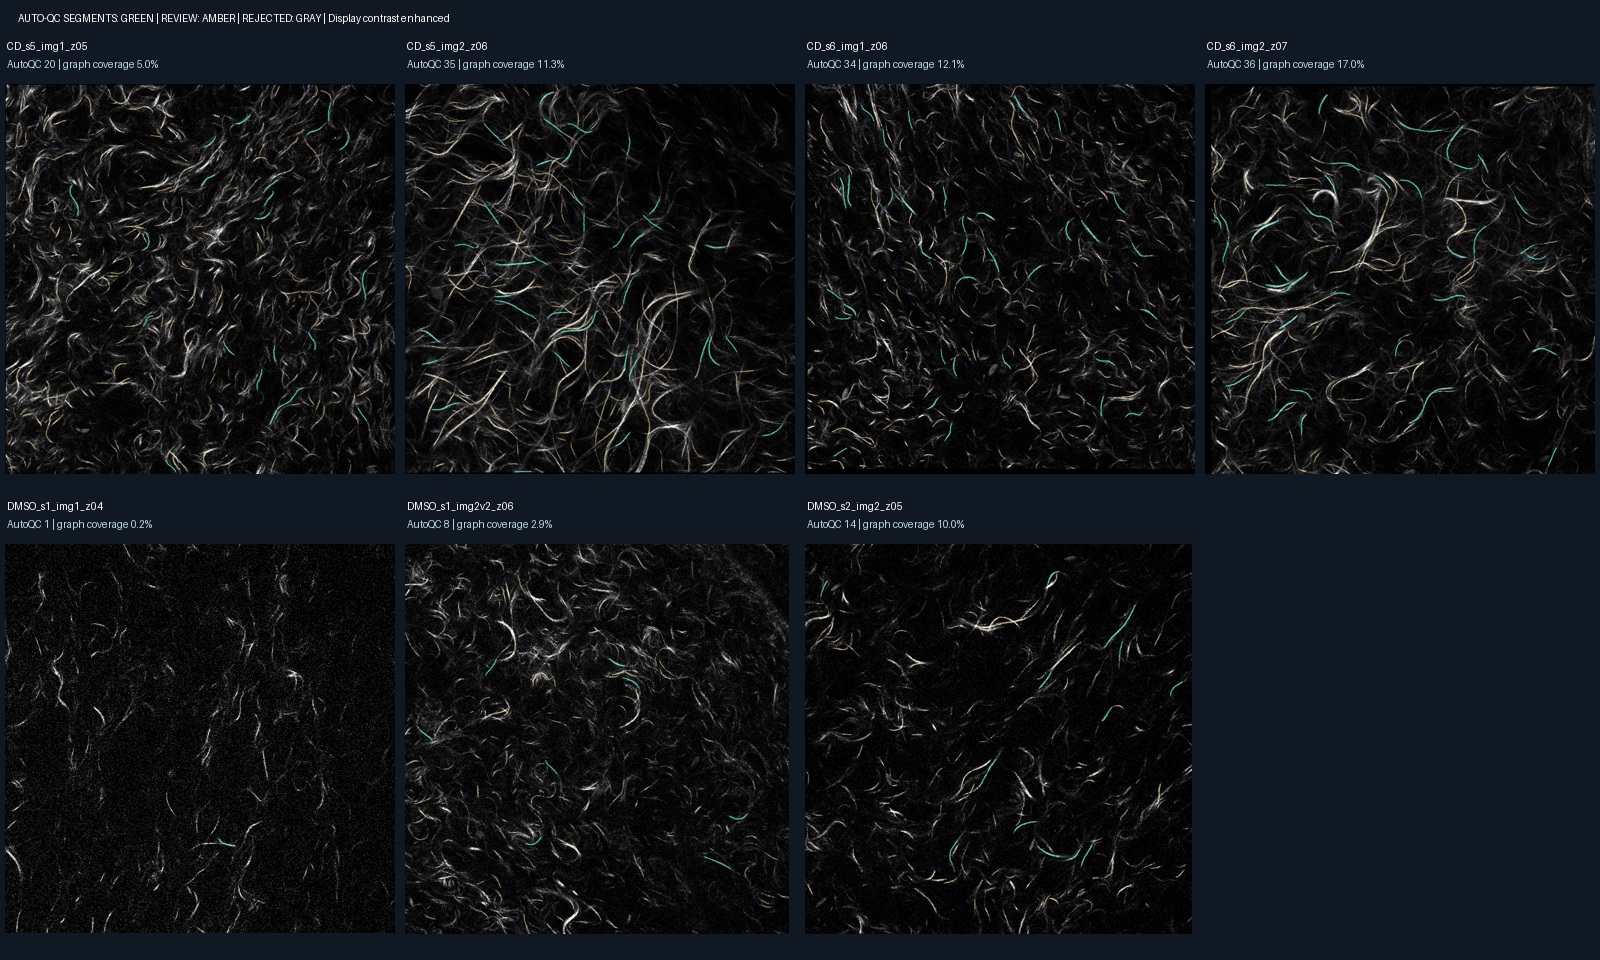 AUTO-QC SEGMENTS: GREEN | REVIEW: AMBER | REJECTED: GRAY | Display contrast enhanced
CD_s5_img1_z05
AutoQC 20 | graph coverage 5.0%
CD_s5_img2_z06
AutoQC 35 | graph coverage 11.3%
CD_s6_img1_z06
AutoQC 34 | graph coverage 12.1%
CD_s6_img2_z07
AutoQC 36 | graph coverage 17.0%
DMSO_s1_img1_z04
AutoQC 1 | graph coverage 0.2%
DMSO_s1_img2v2_z06
AutoQC 8 | graph coverage 2.9%
DMSO_s2_img2_z05
AutoQC 14 | graph coverage 10.0%